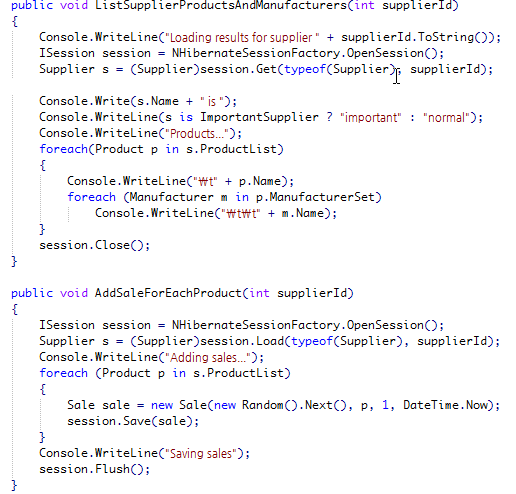 public void ListSupplierProductsAndManufacturers(int supplierId)
{
    Console.WriteLine("Loading results for supplier " + supplierId.ToString());
    ISession session = NHibernateSessionFactory.OpenSession();
    Supplier s = (Supplier)session.Get(typeof(Supplier), supplierId);

    Console.Write(s.Name + " is ");
    Console.WriteLine(s is ImportantSupplier ? "important" : "normal");
    Console.WriteLine("Products...");
    foreach(Product p in s.ProductList)
    {
        Console.WriteLine("₩t" + p.Name);
        foreach (Manufacturer m in p.ManufacturerSet)
            Console.WriteLine("₩t₩t" + m.Name);
    }
    session.Close();
}

public void AddSaleForEachProduct(int supplierId)
{
    ISession session = NHibernateSessionFactory.OpenSession();
    Supplier s = (Supplier)session.Load(typeof(Supplier), supplierId);
    Console.WriteLine("Adding sales...");
    foreach (Product p in s.ProductList)
    {
        Sale sale = new Sale(new Random().Next(), p, 1, DateTime.Now);
        session.Save(sale);
    }
    Console.WriteLine("Saving sales");
    session.Flush();
}